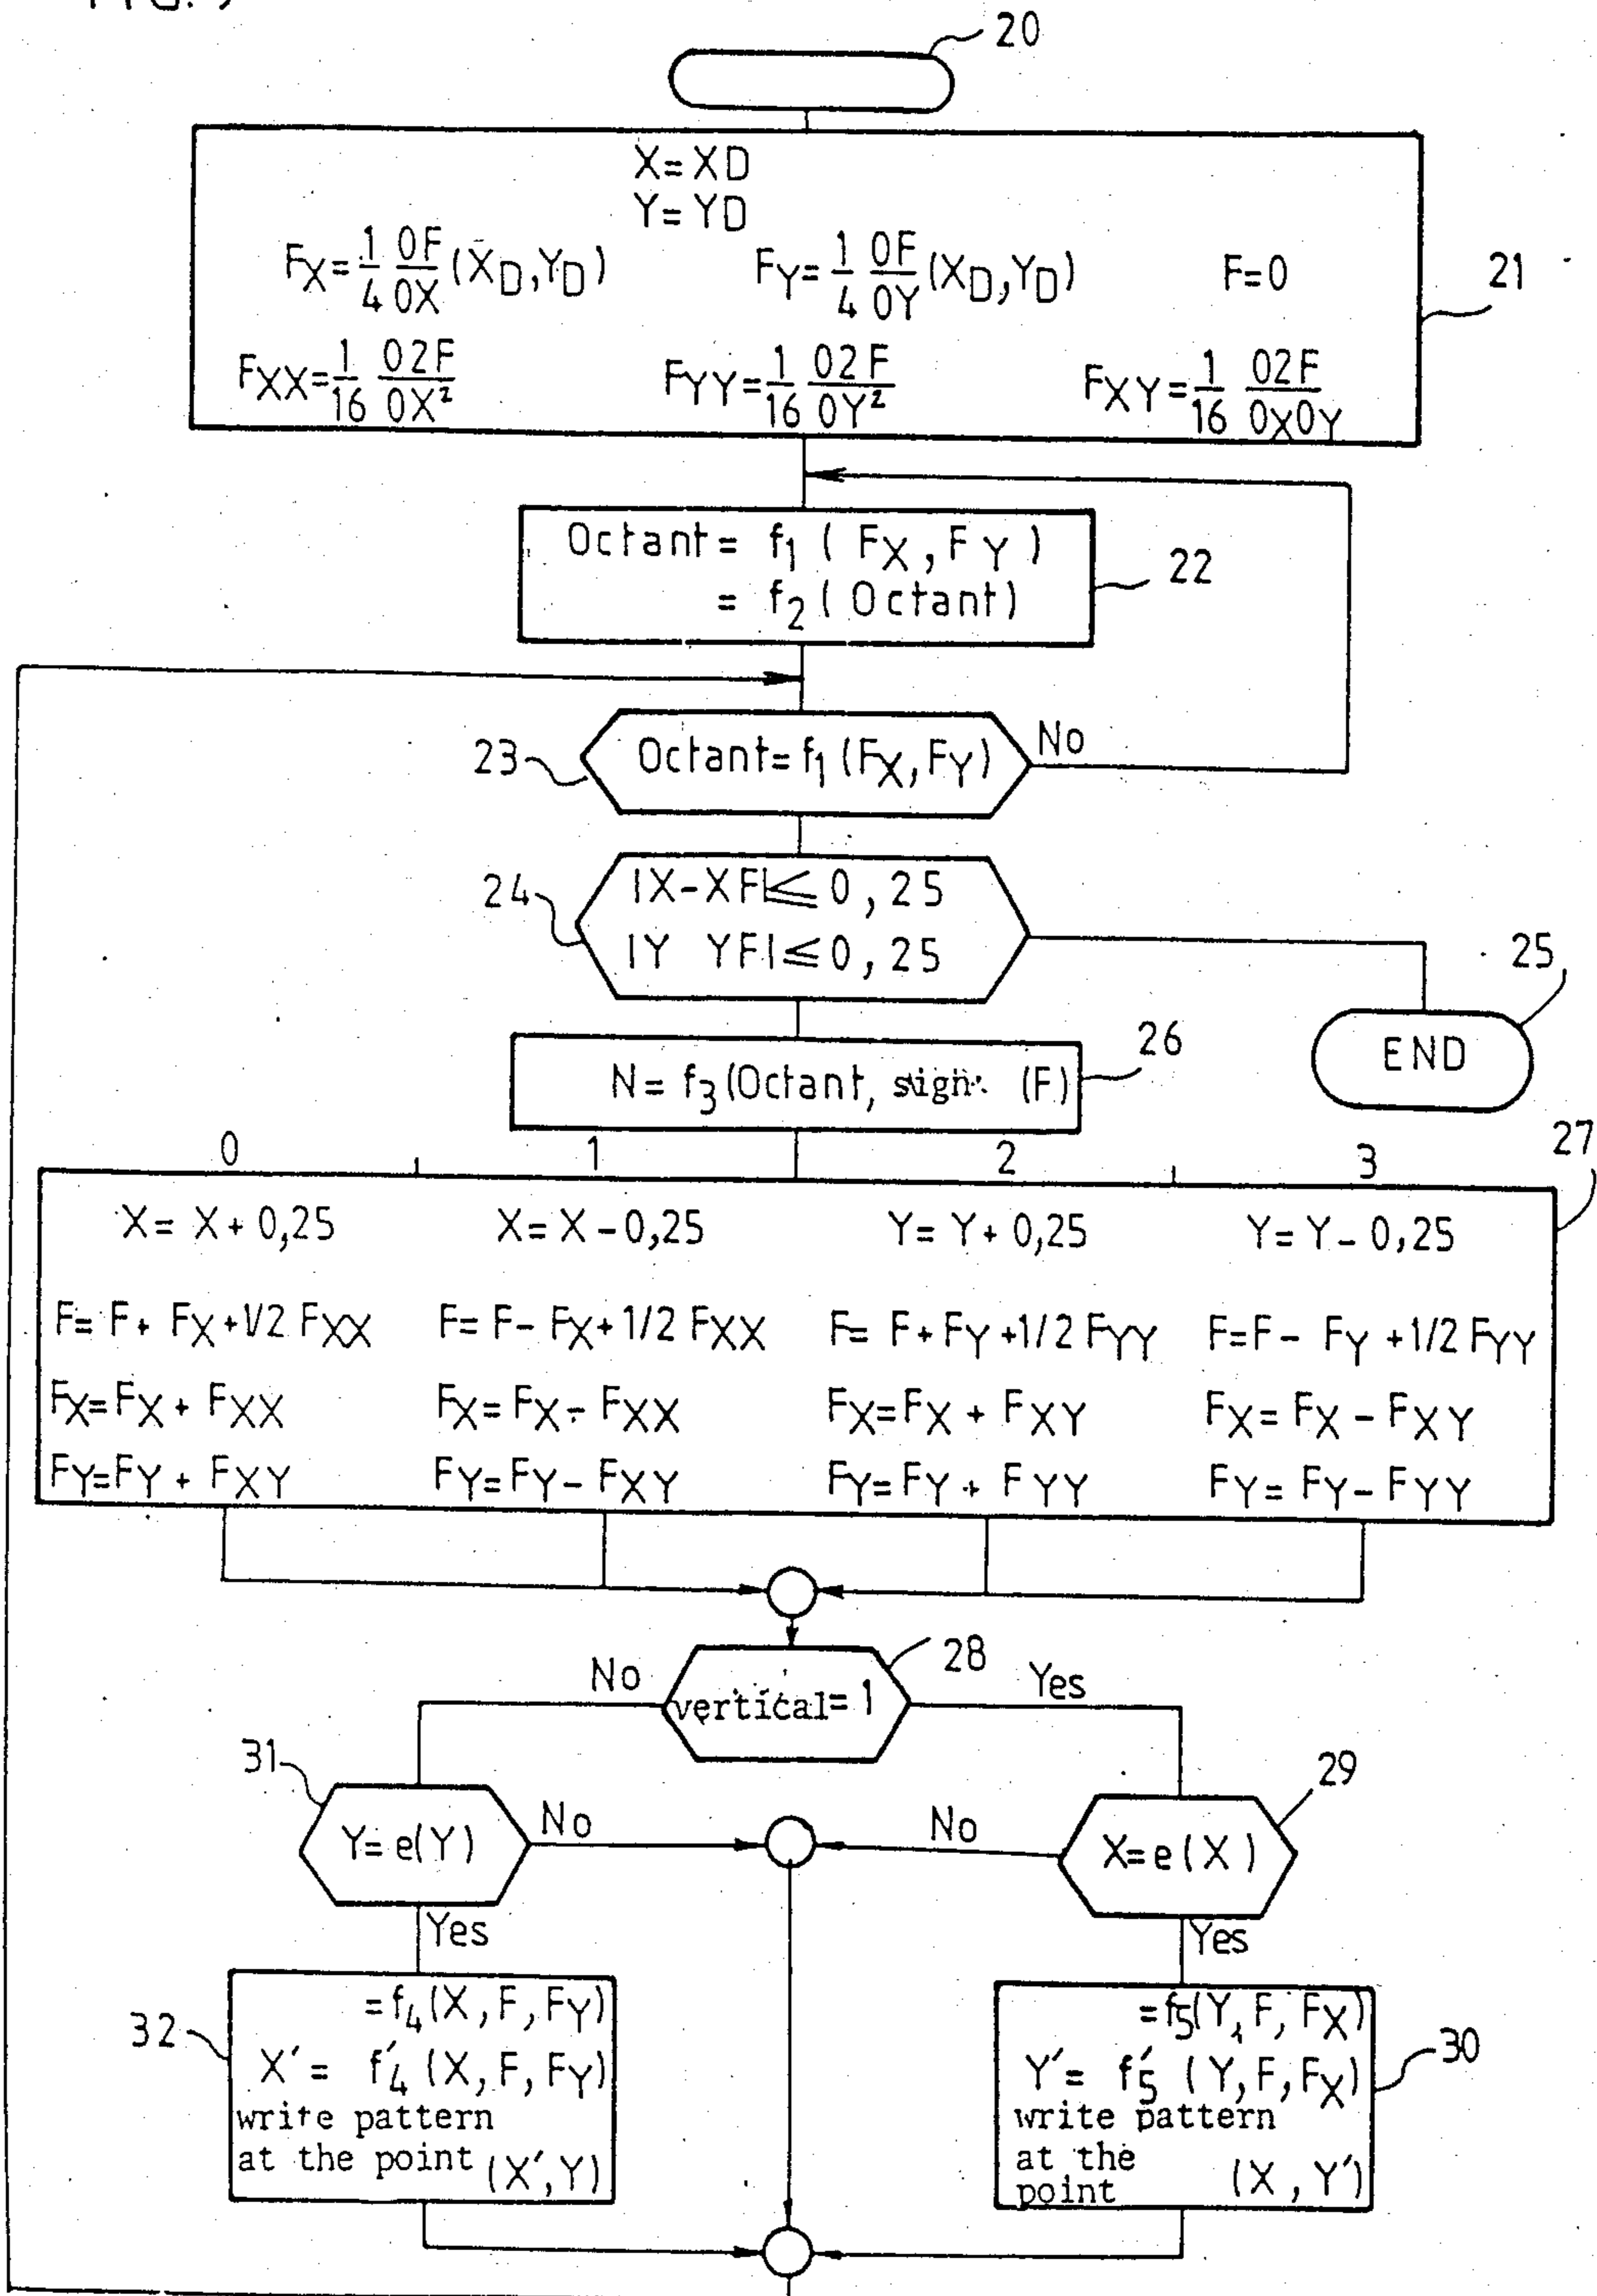 20
X= XD
Y= YD
FX= 1/4 0F/0X (XD,YD) FY= 1/4 0F/0Y (XD,YD) F=0
21
FXX= 1/16 02F/0X² FYY= 1/16 02F/0Y² FXY= 1/16 02F/0X0Y
Octant= f1 ( FX , FY )
= f2 ( Octant)
22
23
Octant= f1 (FX, FY)
No
24
|X-XF|≤ 0,25
|Y YF|≤ 0,25
25
END
26
N= f3 (Octant, sign (F)
27
0 1 2 3
X= X + 0,25 X= X - 0,25 Y= Y + 0,25 Y= Y - 0,25
F= F + FX +1/2 FXX F= F- FX + 1/2 FXX F= F + FY +1/2 FYY F=F - FY +1/2 FYY
FX= FX + FXX FX= FX - FXX FX= FX + FXY FX= FX - FXY
FY= FY + FXY FY= FY - FXY FY= FY + FYY FY= FY - FYY
28
No
vertical= 1
Yes
31
Y= e(Y)
No
29
X= e(X)
No
Yes
Yes
32
= f4 (X, F, FY)
X′= f′4 (X, F, FY)
write pattern
at the point (X′, Y)
30
= f5 (Y, F, FX)
Y′= f′5 (Y, F, FX)
write pattern
at the
point (X, Y′)